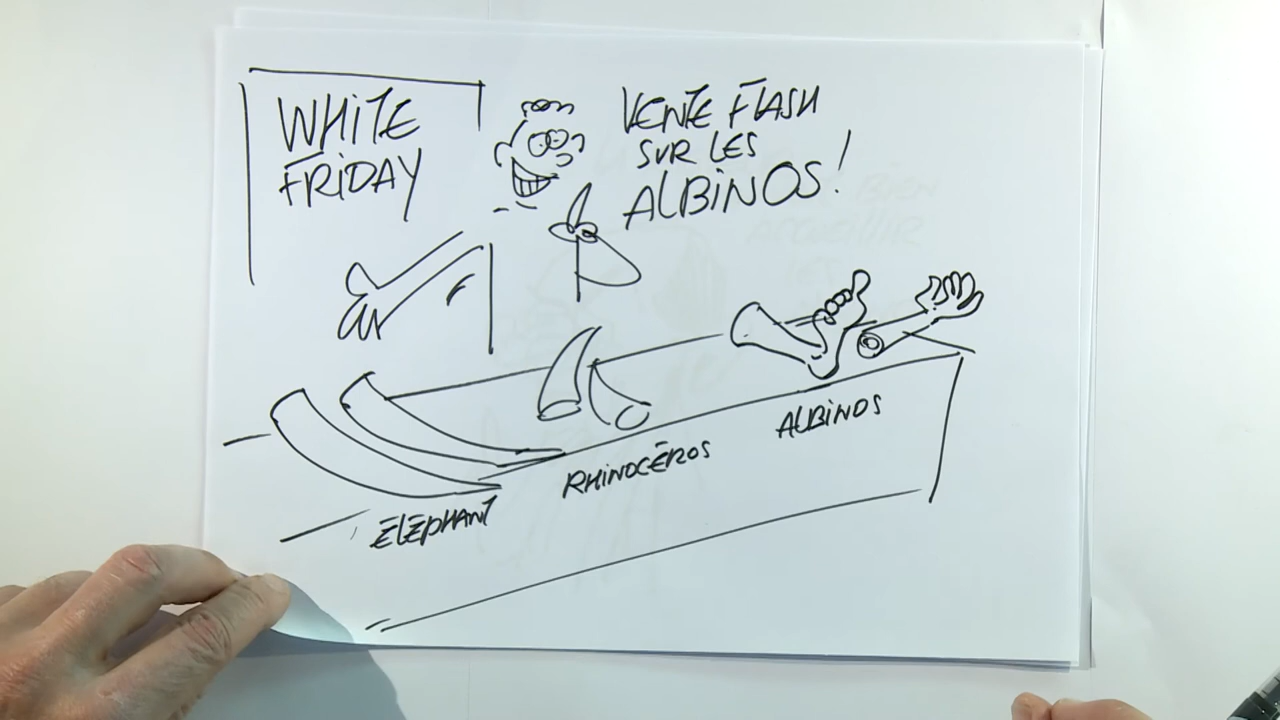 WHITE
FRIDAY
VENTE FLASH
SUR LES
ALBINOS!
ELEPHANT
RHINOCÉROS
ALBINOS